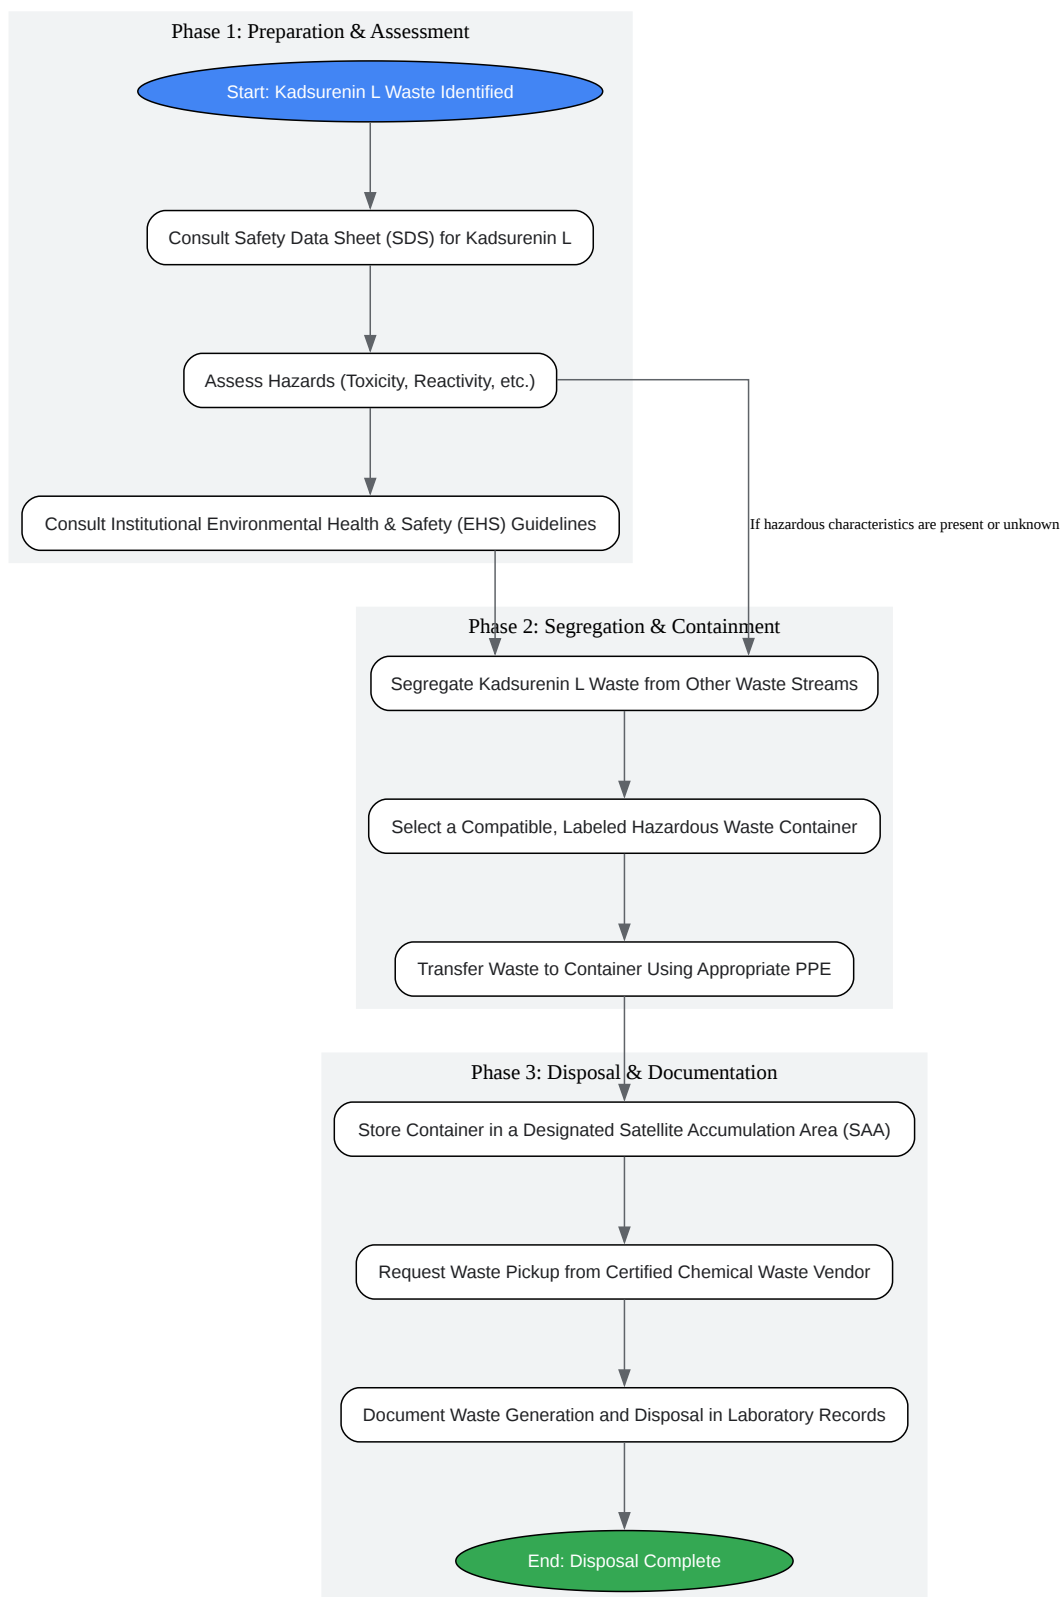 Phase 1: Preparation & Assessment
Start: Kadsurenin L Waste Identified
Consult Safety Data Sheet (SDS) for Kadsurenin L
Assess Hazards (Toxicity, Reactivity, etc.)
Consult Institutional Environmental Health & Safety (EHS) Guidelines
If hazardous characteristics are present or unknown
Phase 2: Segregation & Containment
Segregate Kadsurenin L Waste from Other Waste Streams
Select a Compatible, Labeled Hazardous Waste Container
Transfer Waste to Container Using Appropriate PPE
Phase 3: Disposal & Documentation
Store Container in a Designated Satellite Accumulation Area (SAA)
Request Waste Pickup from Certified Chemical Waste Vendor
Document Waste Generation and Disposal in Laboratory Records
End: Disposal Complete